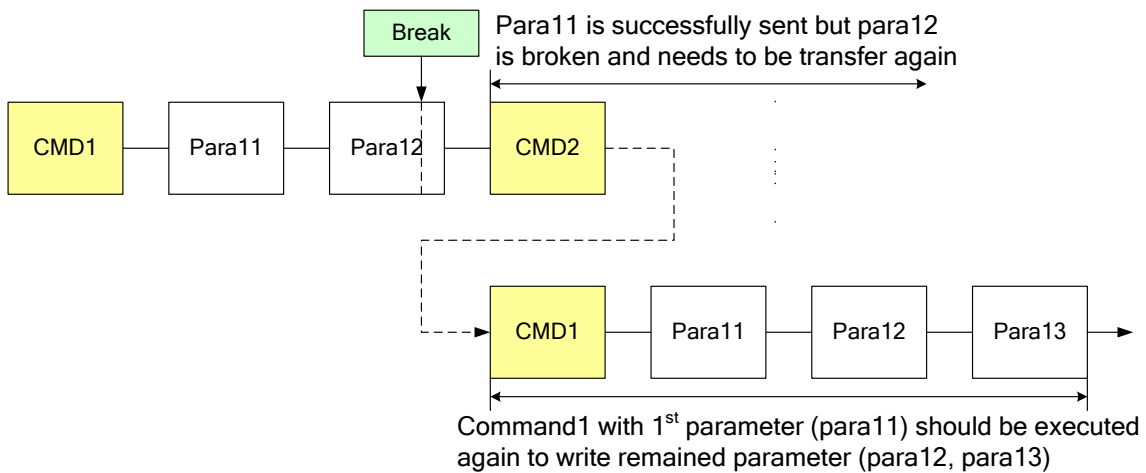 Break
Para11 is successfully sent but para12
is broken and needs to be transfer again
CMD1
Para11
Para12
CMD2
CMD1
Para11
Para12
Para13
Command1 with 1st parameter (para11) should be executed
again to write remained parameter (para12, para13)